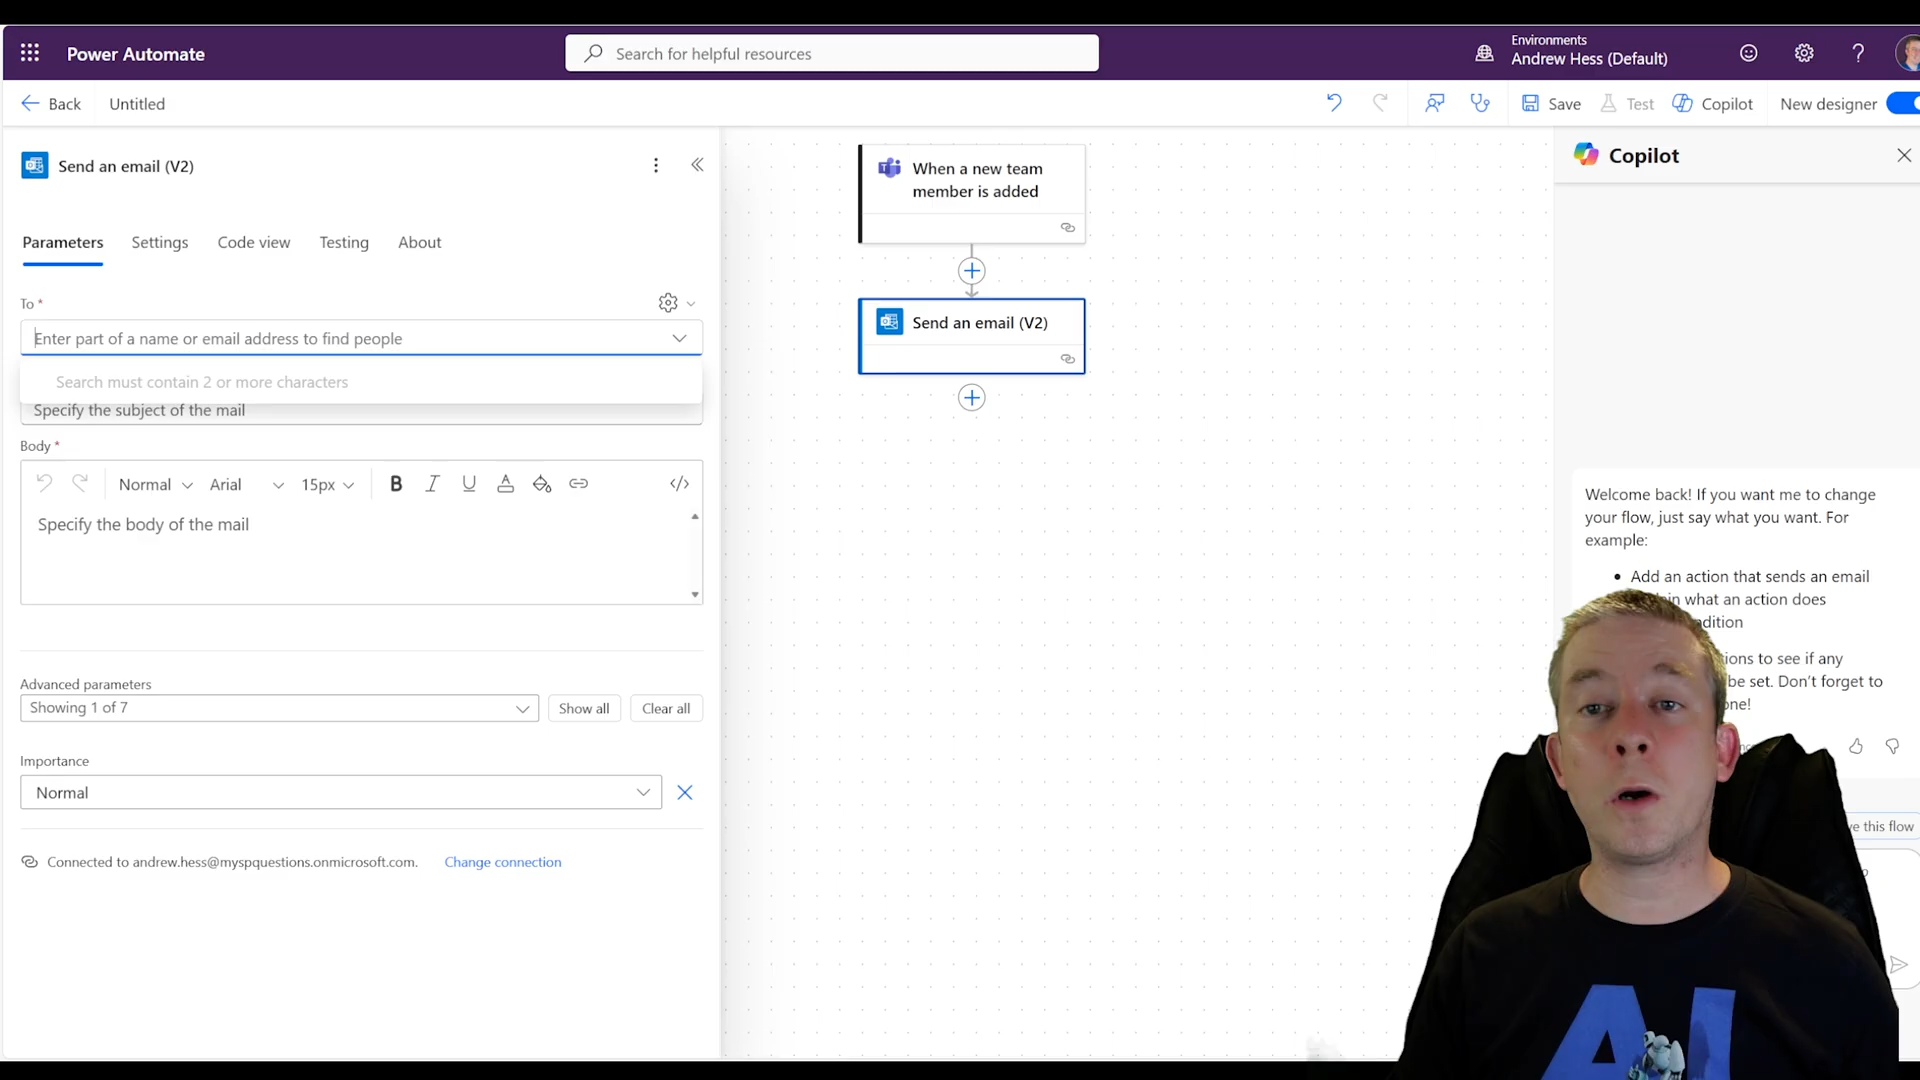 Power Automate
Search for helpful resources
Environments
Andrew Hess (Default)
Back
Untitled
Save
Test
Copilot
New designer
Send an email (V2)
Parameters
Settings
Code view
Testing
About
To *
Enter part of a name or email address to find people
Search must contain 2 or more characters
Specify the subject of the mail
Body *
Normal
Arial
15px
Specify the body of the mail
Advanced parameters
Showing 1 of 7
Show all
Clear all
Importance
Normal
Connected to andrew.hess@myspquestions.onmicrosoft.com.
Change connection
When a new team
member is added
Send an email (V2)
Copilot
Welcome back! If you want me to change
your flow, just say what you want. For
example:
Add an action that sends an email
what an action does
to see if any
be set. Don't forget to
this flow
AI